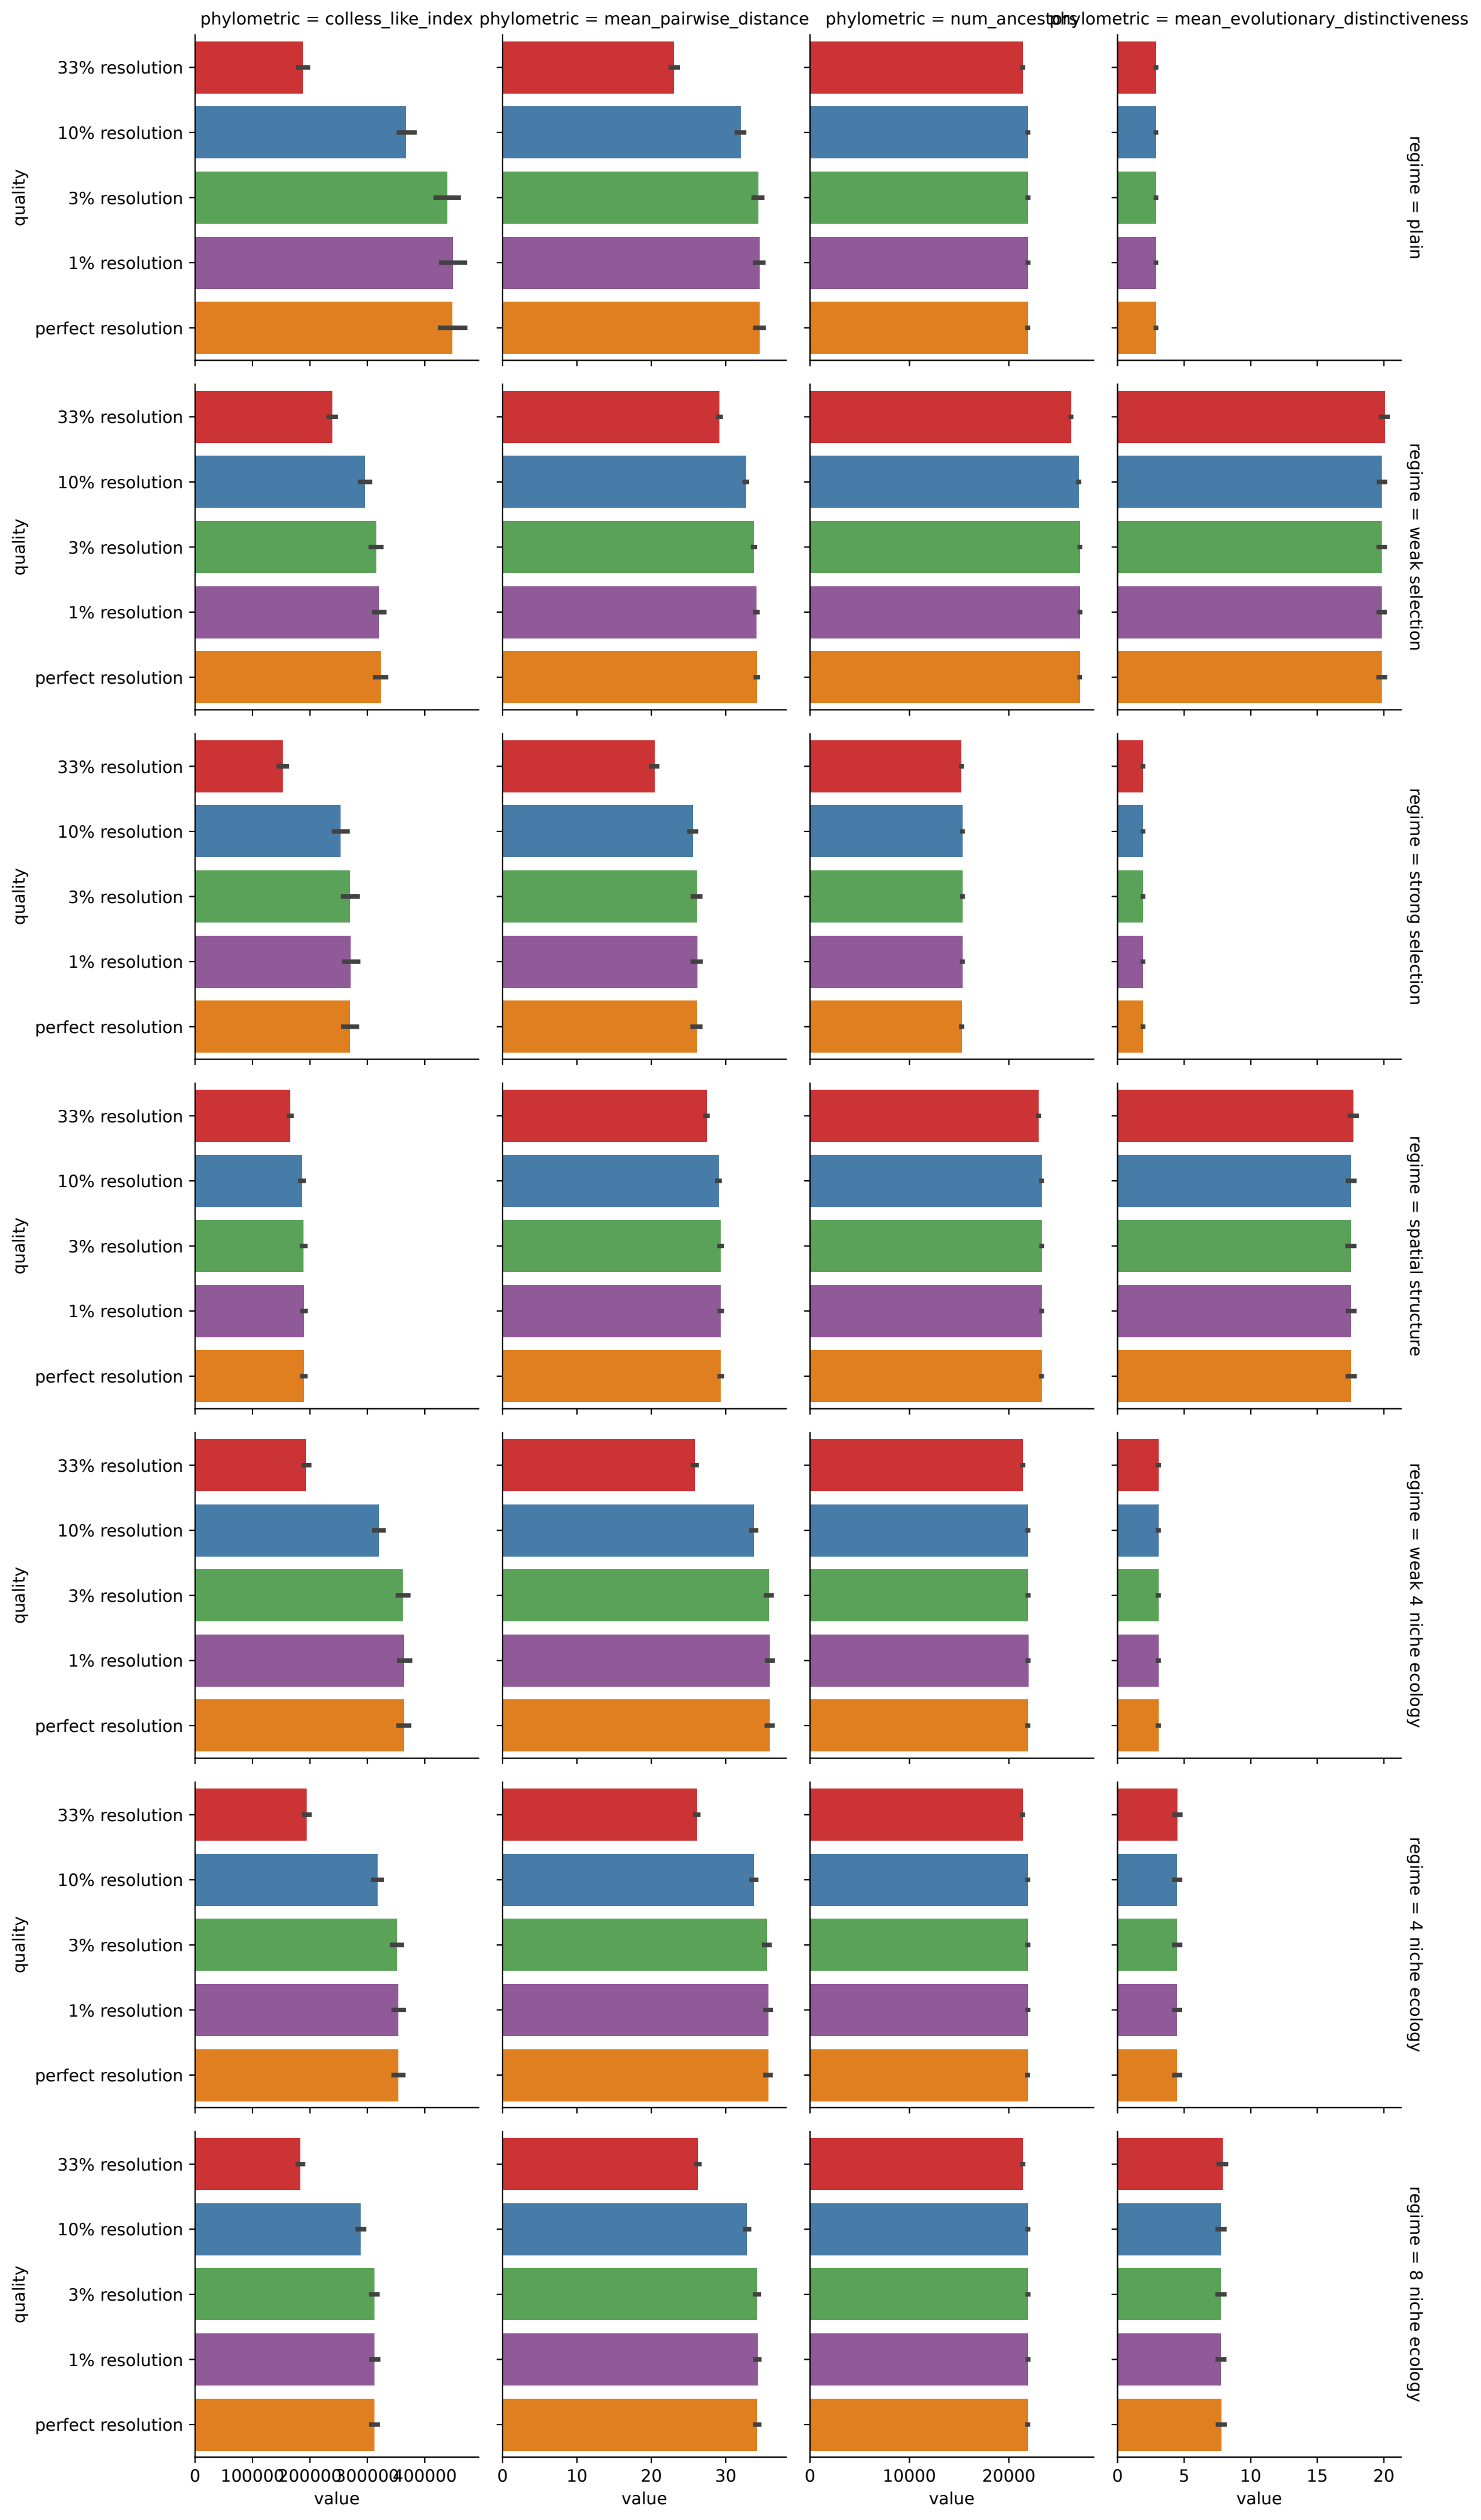 phylometric = colless_like_index
phylometric = mean_pairwise_distance
phylometric = num_ancestors
phylometric = mean_evolutionary_distinctiveness
33% resolution
10% resolution
3% resolution
1% resolution
perfect resolution
quality
regime = plain
33% resolution
10% resolution
3% resolution
1% resolution
perfect resolution
quality
regime = weak selection
33% resolution
10% resolution
3% resolution
1% resolution
perfect resolution
quality
regime = strong selection
33% resolution
10% resolution
3% resolution
1% resolution
perfect resolution
quality
regime = spatial structure
33% resolution
10% resolution
3% resolution
1% resolution
perfect resolution
quality
regime = weak 4 niche ecology
33% resolution
10% resolution
3% resolution
1% resolution
perfect resolution
quality
regime = 4 niche ecology
33% resolution
10% resolution
3% resolution
1% resolution
perfect resolution
quality
regime = 8 niche ecology
0 100000 200000 300000 400000
0 10 20 30
0 10000 20000
0 5 10 15 20
value
value
value
value